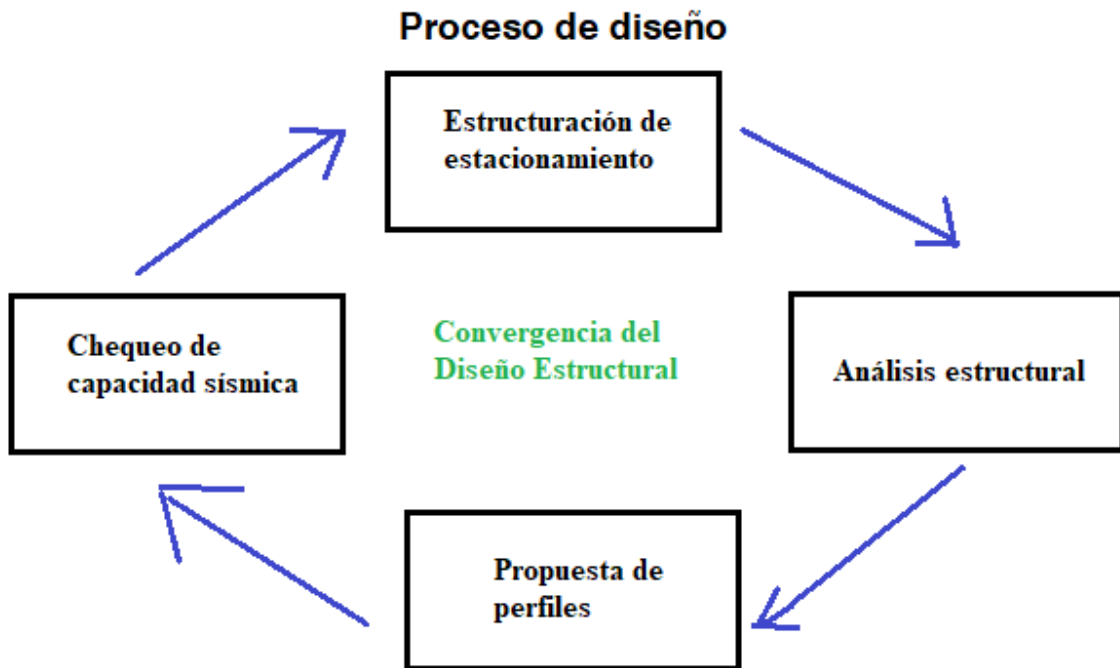 Proceso de diseño
Estructuración de
estacionamiento
Chequeo de
capacidad sísmica
Convergencia del
Diseño Estructural
Análisis estructural
Propuesta de
perfiles